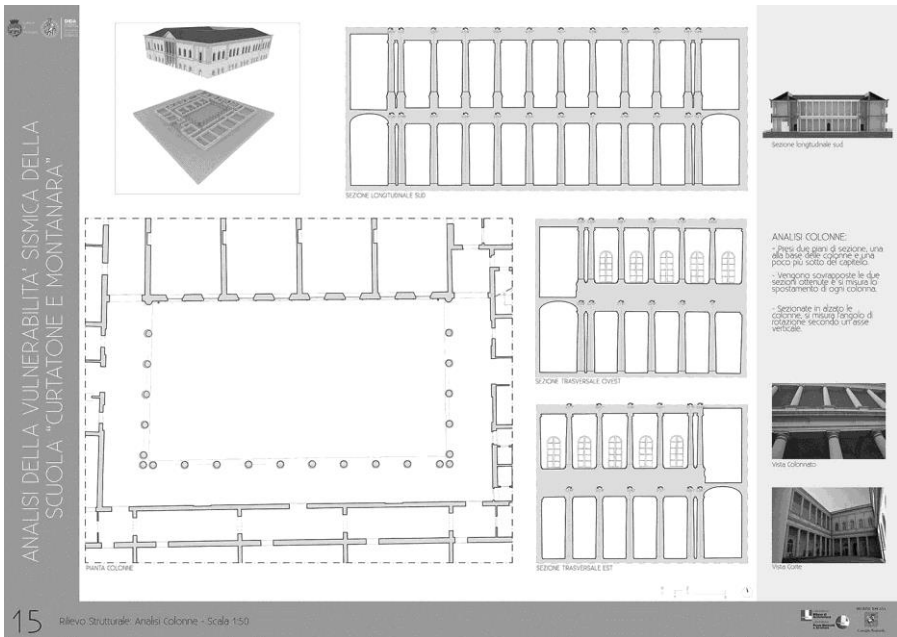 ANALISI DELLA VULNERABILITA' SISMICA DELLA
SCUOLA "CURTATONE E MONTANARA"
SEZIONE LONGITUDINALE SUD
Sezione longitudinale sud
PIANTA COLONNE
SEZIONE TRASVERSALE OVEST
SEZIONE TRASVERSALE EST
ANALISI COLONNE:
- Presi due piani di sezione, una
alla base delle colonne e una
poco più sotto del capitello.
- Vengono sovrapposte le due
sezioni ottenute e si misura lo
spostamento di ogni colonna.
- Sezionate in alzato le
colonne, si misura l'angolo di
rotazione secondo un'asse
verticale.
Vista Colonnato
Vista Corte
15
Rilievo Strutturale: Analisi Colonne - Scala 1:50